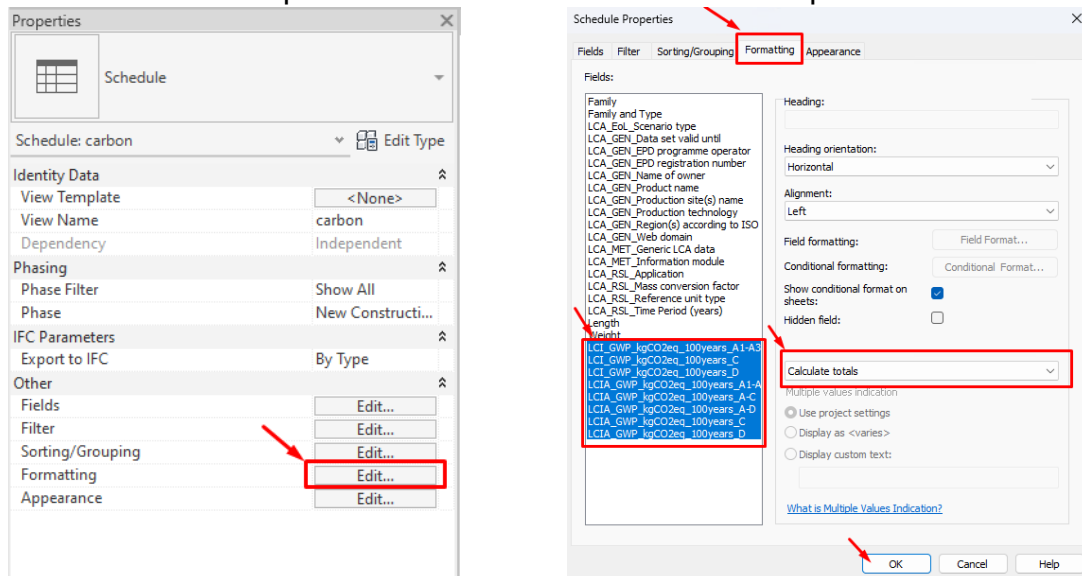 Properties
Schedule
Schedule: carbon
Edit Type
Identity Data
View Template
<None>
View Name
carbon
Dependency
Independent
Phasing
Phase Filter
Show All
Phase
New Constructi...
IFC Parameters
Export to IFC
By Type
Other
Fields
Edit...
Filter
Edit...
Sorting/Grouping
Edit...
Formatting
Edit...
Appearance
Edit...
Schedule Properties
Fields Filter Sorting/Grouping Formatting Appearance
Fields:
Family
Family and Type
LCA_EoL_Scenario type
LCA_GEN_Data set valid until
LCA_GEN_EPD programme operator
LCA_GEN_EPD registration number
LCA_GEN_Name of owner
LCA_GEN_Product name
LCA_GEN_Production site(s) name
LCA_GEN_Production technology
LCA_GEN_Region(s) according to ISO
LCA_GEN_Web domain
LCA_MET_Generic LCA data
LCA_MET_Information module
LCA_RSL_Application
LCA_RSL_Mass conversion factor
LCA_RSL_Reference unit type
LCA_RSL_Time Period (years)
Length
Weight
LCI_GWP_kgCO2eq_100years_A1-A3
LCI_GWP_kgCO2eq_100years_C
LCI_GWP_kgCO2eq_100years_D
LCIA_GWP_kgCO2eq_100years_A1-A
LCIA_GWP_kgCO2eq_100years_A-C
LCIA_GWP_kgCO2eq_100years_A-D
LCIA_GWP_kgCO2eq_100years_C
LCIA_GWP_kgCO2eq_100years_D
Heading:
Heading orientation:
Horizontal
Alignment:
Left
Field formatting:
Field Format...
Conditional formatting:
Conditional Format...
Show conditional format on
sheets:
Hidden field:
Calculate totals
Multiple values indication
Use project settings
Display as <varies>
Display custom text:
What is Multiple Values Indication?
OK
Cancel
Help